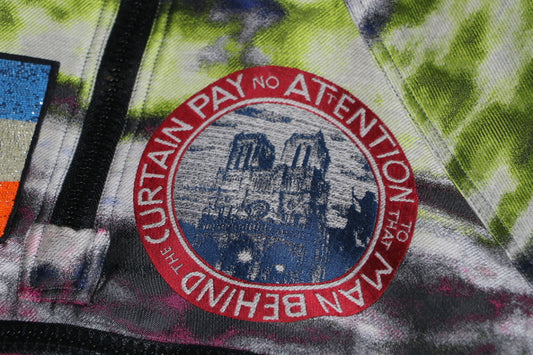 PAY NO ATTENTION TO THAT MAN BEHIND THE CURTAIN